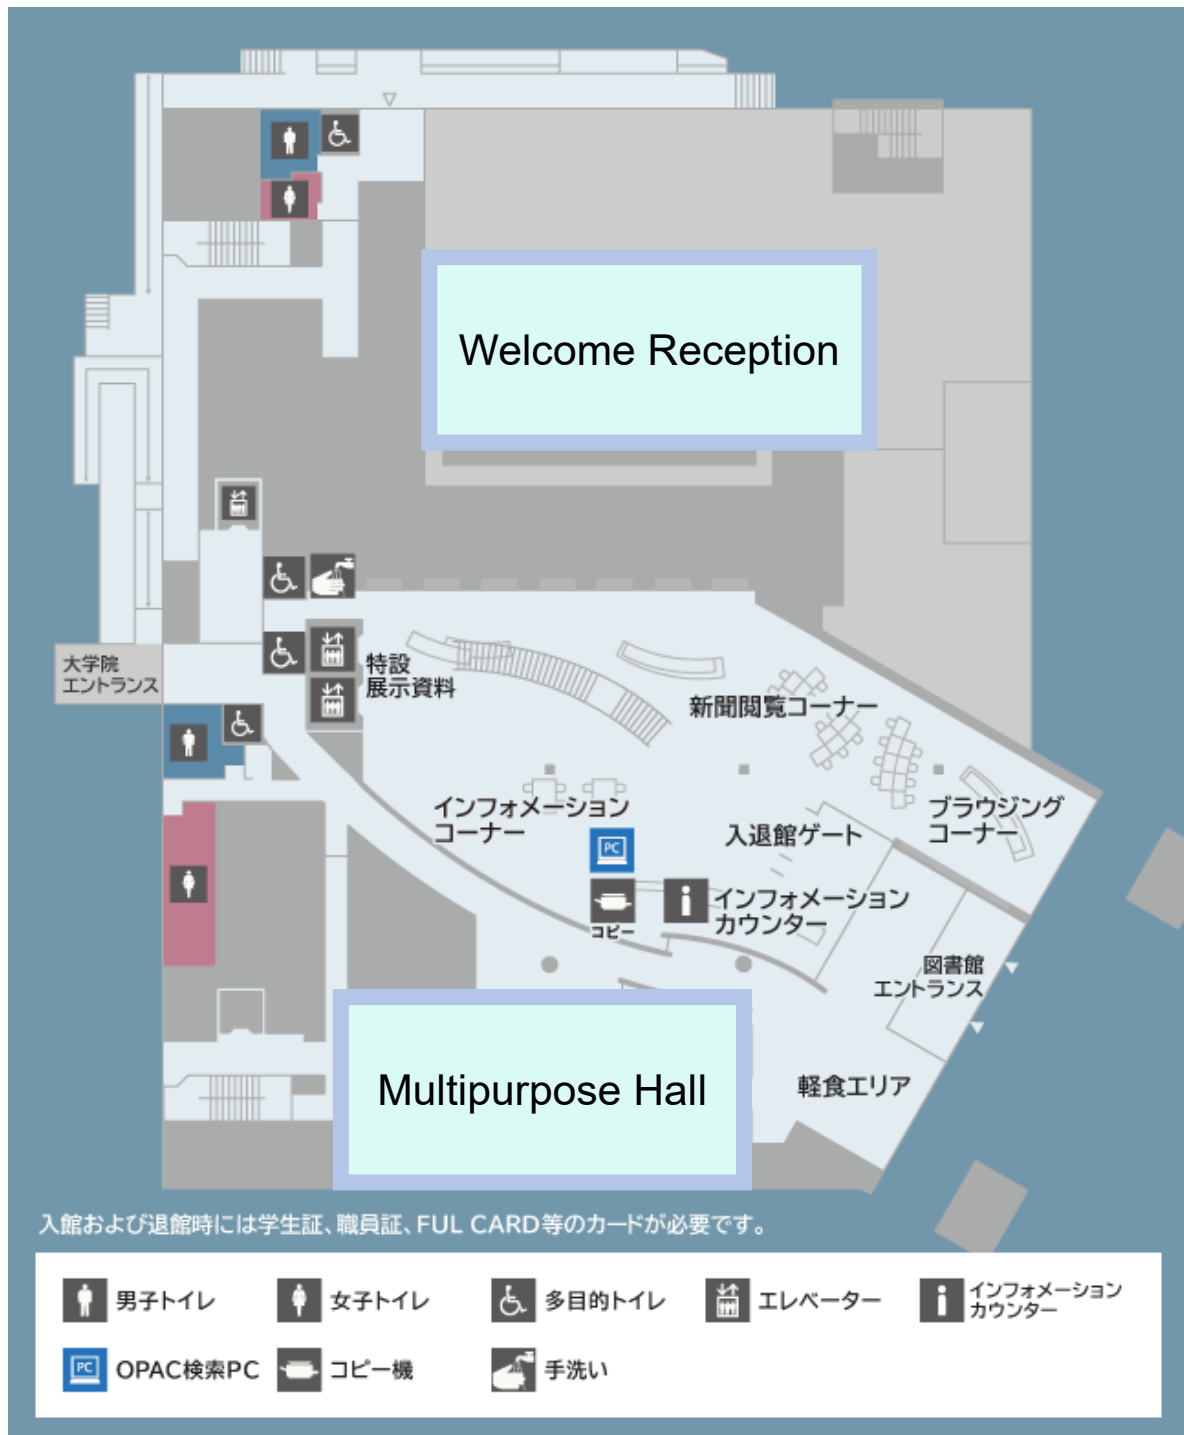 Welcome Reception
大学院
エントランス
特設
展示資料
新聞閲覧コーナー
インフォメーション
コーナー
入退館ゲート
ブラウジング
コーナー
PC
コピー
インフォメーション
カウンター
図書館
エントランス
Multipurpose Hall
軽食エリア
入館および退館時には学生証、職員証、FUL CARD等のカードが必要です。
男子トイレ
女子トイレ
多目的トイレ
エレベーター
インフォメーション
カウンター
PC
OPAC検索PC
コピー機
手洗い